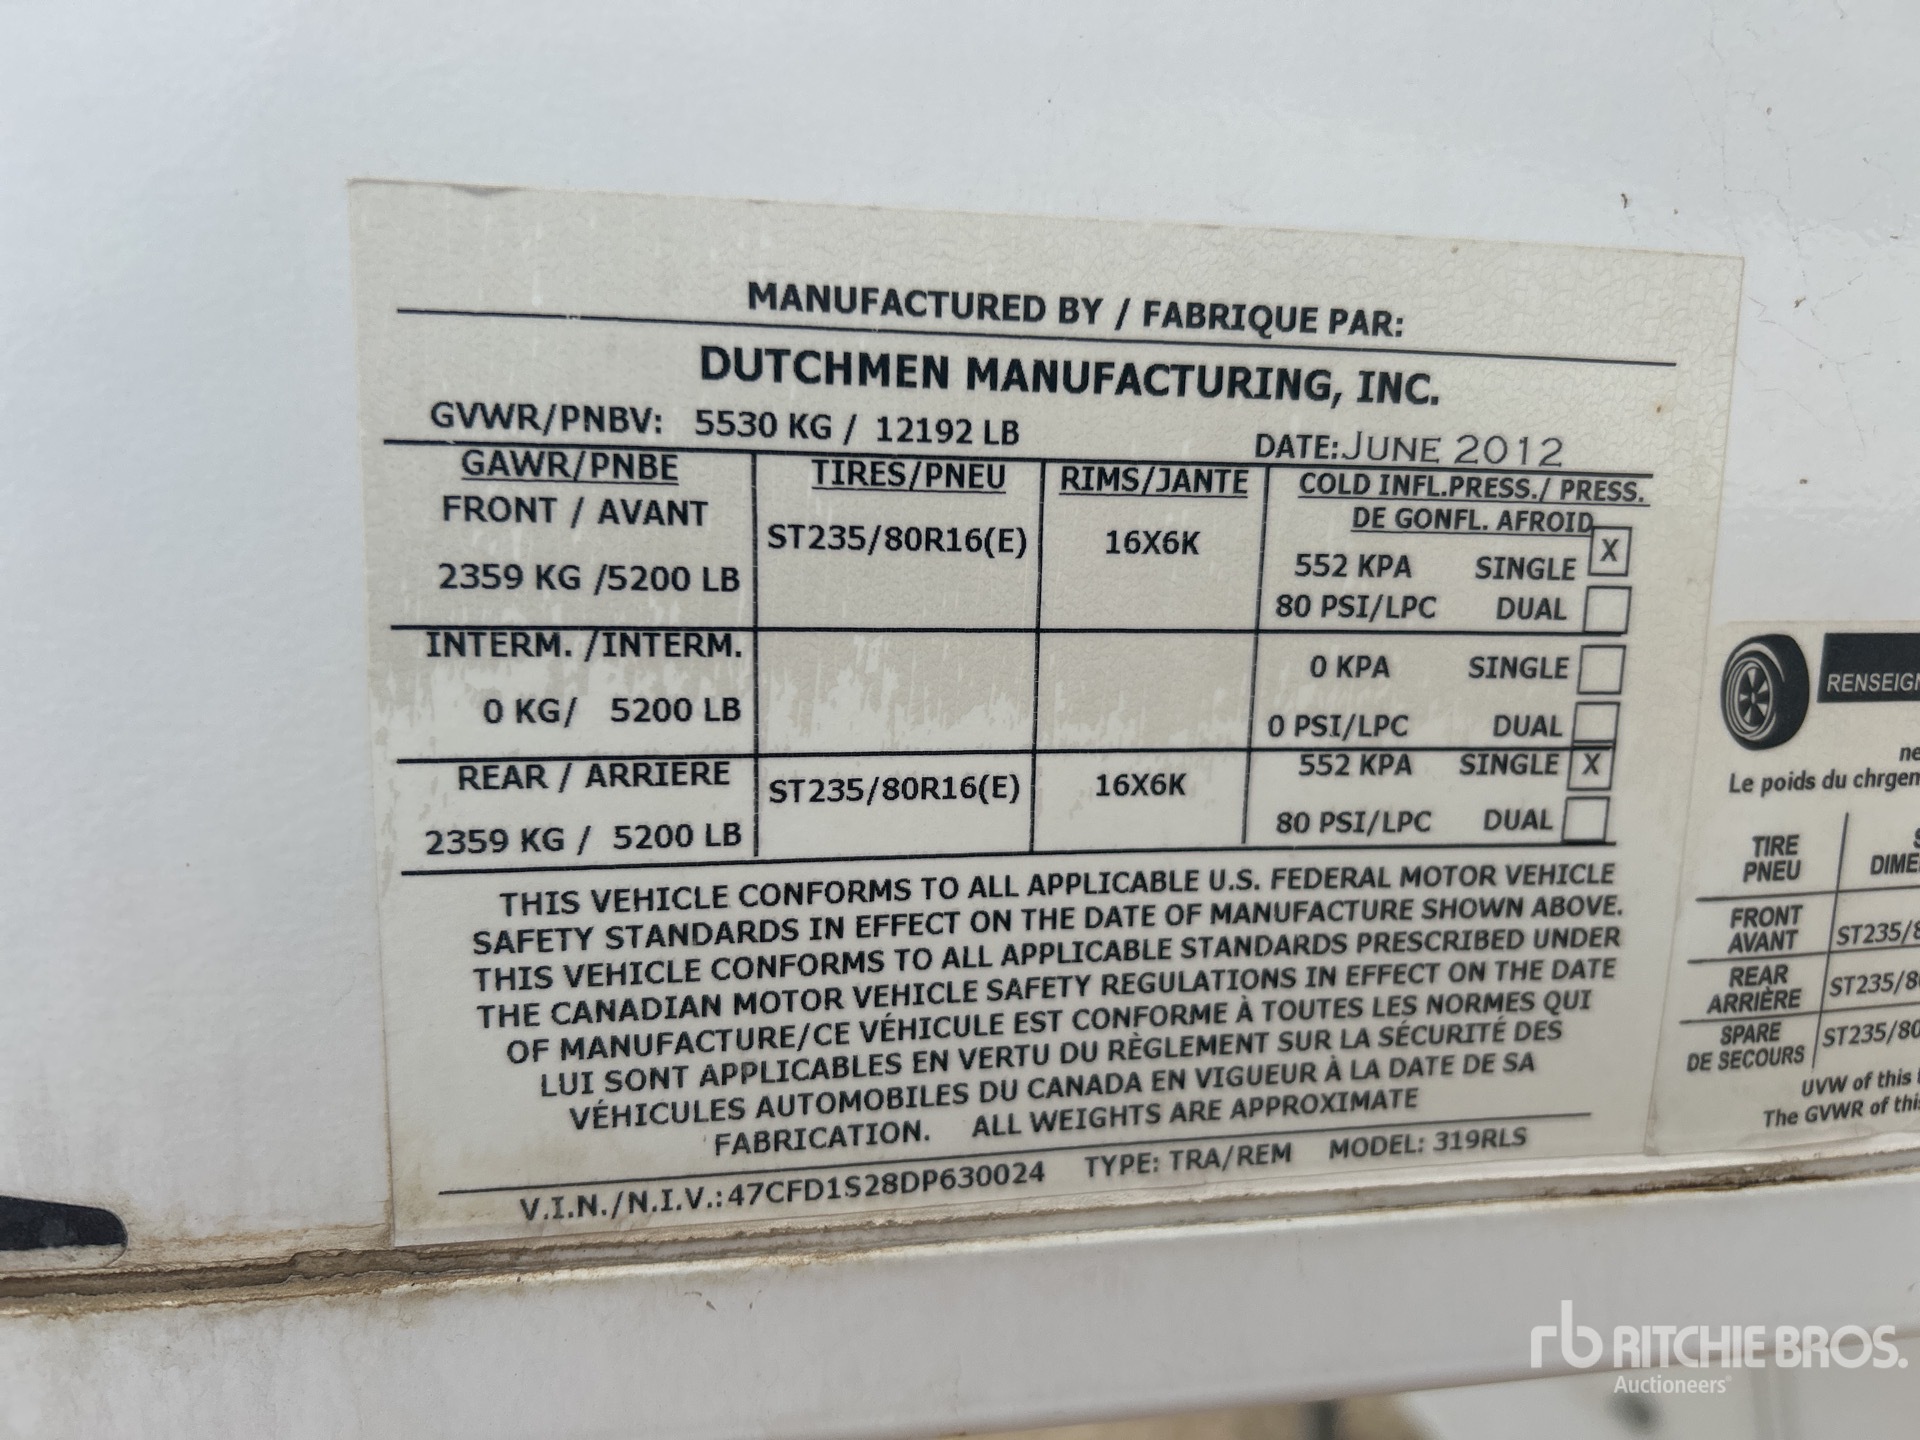 MANUFACTURED BY / FABRIQUE PAR:
DUTCHMEN MANUFACTURING, INC.
GVWR/PNBV: 5530 KG / 12192 LB
DATE: JUNE 2012
GAWR/PNBE TIRES/PNEU RIMS/JANTE COLD INFL.PRESS./ PRESS.
DE GONFL. AFROID
FRONT / AVANT
2359 KG /5200 LB
ST235/80R16(E) 16X6K 552 KPA SINGLE X
80 PSI/LPC DUAL
INTERM. /INTERM. 0 KPA SINGLE
0 KG/ 5200 LB 0 PSI/LPC DUAL
REAR / ARRIERE ST235/80R16(E) 16X6K 552 KPA SINGLE X
2359 KG / 5200 LB 80 PSI/LPC DUAL
THIS VEHICLE CONFORMS TO ALL APPLICABLE U.S. FEDERAL MOTOR VEHICLE
SAFETY STANDARDS IN EFFECT ON THE DATE OF MANUFACTURE SHOWN ABOVE.
THIS VEHICLE CONFORMS TO ALL APPLICABLE STANDARDS PRESCRIBED UNDER
THE CANADIAN MOTOR VEHICLE SAFETY REGULATIONS IN EFFECT ON THE DATE
OF MANUFACTURE/CE VÉHICULE EST CONFORME À TOUTES LES NORMES QUI
LUI SONT APPLICABLES EN VERTU DU RÈGLEMENT SUR LA SÉCURITÉ DES
VÉHICULES AUTOMOBILES DU CANADA EN VIGUEUR À LA DATE DE SA
FABRICATION. ALL WEIGHTS ARE APPROXIMATE
V.I.N./N.I.V.: 47CFD1S28DP630024 TYPE: TRA/REM MODEL: 319RLS
RENSEIGN
ne
Le poids du chrgem
TIRE
PNEU
DIME
FRONT
AVANT
ST235/8
REAR
ARRIÈRE
ST235/80
SPARE
DE SECOURS
ST235/80
UVW of this
The GVWR of this
rb RITCHIE BROS.
Auctioneers